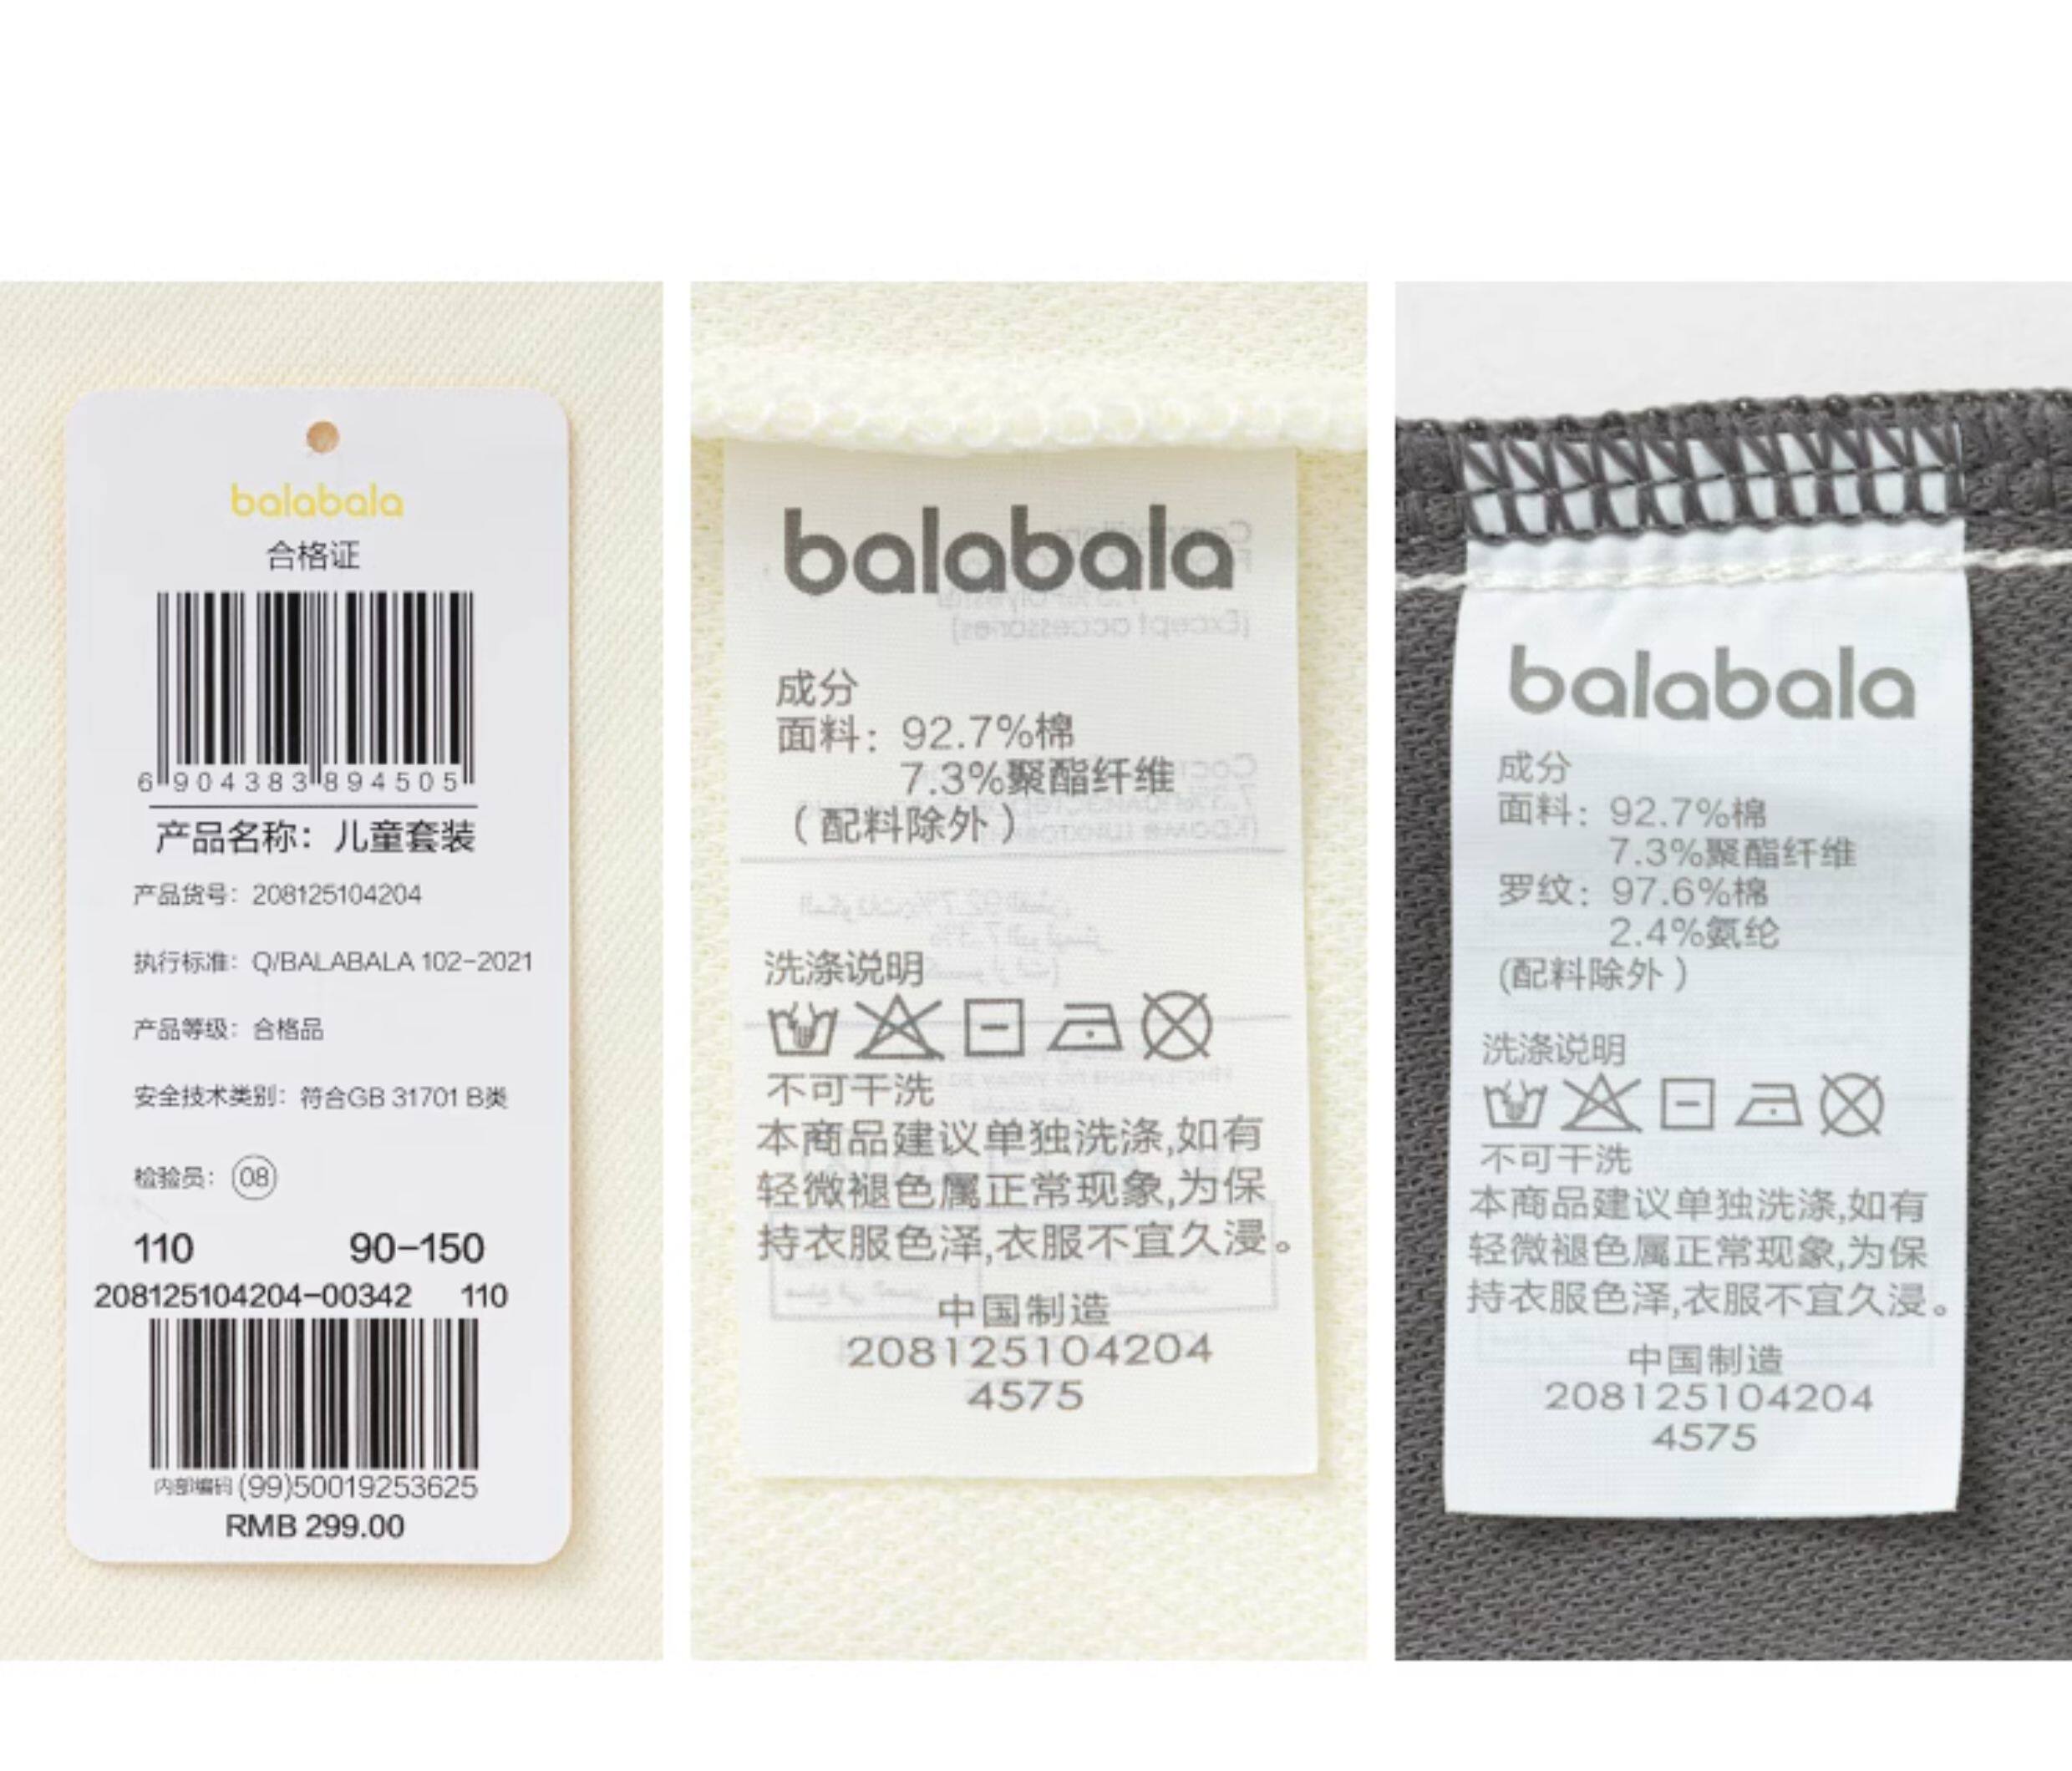 balabala
合格证
6 904383 894505
产品名称：儿童套装
产品货号：208125104204
执行标准：Q/BALABALA 102-2021
产品等级：合格品
安全技术类别：符合GB 31701 B类
检验员：08
110 90-150
208125104204-00342 110
内部编码(99)50019253625
RMB 299.00
balabala
成分
面料：92.7%棉
7.3%聚酯纤维
（配料除外）
洗涤说明
不可干洗
本商品建议单独洗涤,如有
轻微褪色属正常现象,为保
持衣服色泽,衣服不宜久浸。
中国制造
208125104204
4575
balabala
成分
面料：92.7%棉
7.3%聚酯纤维
罗纹：97.6%棉
2.4%氨纶
(配料除外）
洗涤说明
不可干洗
本商品建议单独洗涤,如有
轻微褪色属正常现象,为保
持衣服色泽,衣服不宜久浸。
中国制造
208125104204
4575